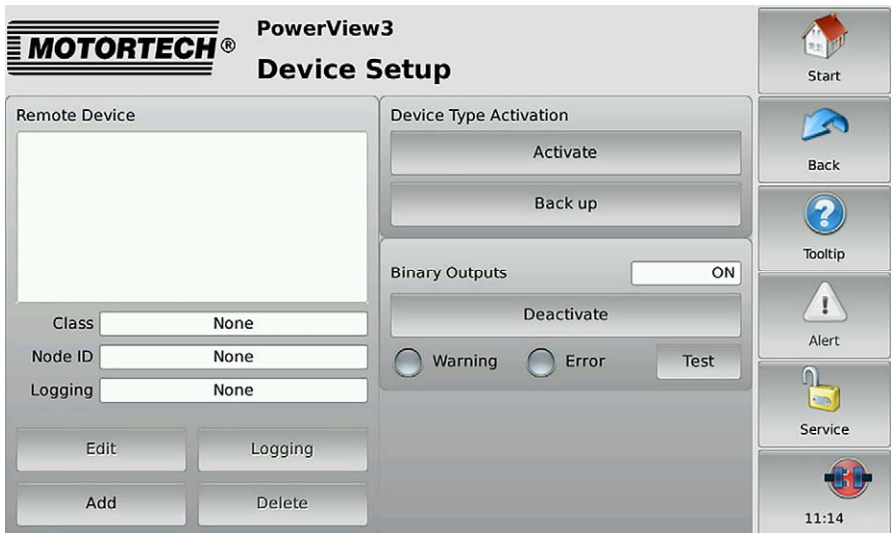 MOTORTECH®
PowerView3
Device Setup
Remote Device
Class None
Node ID None
Logging None
Edit Logging
Add Delete
Device Type Activation
Activate
Back up
Binary Outputs ON
Deactivate
Warning Error Test
Start
Back
?
Tooltip
!
Alert
Service
11:14